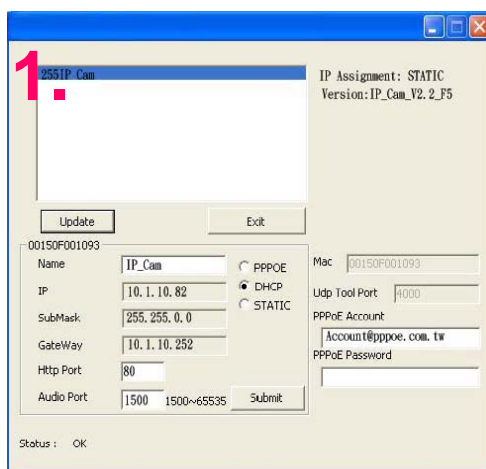 1.
255IP Cam
IP Assignment: STATIC
Version:IP_Cam_V2.2_F5
Update
Exit
00150F001093
Name
IP_Cam
PPPOE
IP
10.1.10.82
DHCP
SubMask
255.255.0.0
STATIC
GateWay
10.1.10.252
Http Port
80
Audio Port
1500
1500~65535
Submit
Mac
00150F001093
Udp Tool Port
4000
PPPoE Account
Account@pppoe.com.tw
PPPoE Password
Status : OK